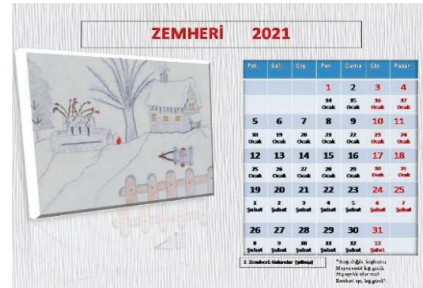 ZEMHERİ 2021
Pzt. Salı Çrş Per Cuma Cts Pazar
1 2 3 4
14 Ocak 15 Ocak 16 Ocak 17 Ocak
5 6 7 8 9 10 11
18 Ocak 19 Ocak 20 Ocak 21 Ocak 22 Ocak 23 Ocak 24 Ocak
12 13 14 15 16 17 18
25 Ocak 26 Ocak 27 Ocak 28 Ocak 29 Ocak 30 Ocak 31 Ocak
19 20 21 22 23 24 25
1 Şubat 2 Şubat 3 Şubat 4 Şubat 5 Şubat 6 Şubat 7 Şubat
26 27 28 29 30 31
8 Şubat 9 Şubat 10 Şubat 11 Şubat 12 Şubat 13 Şubat
1 Zemheri: Kalandar